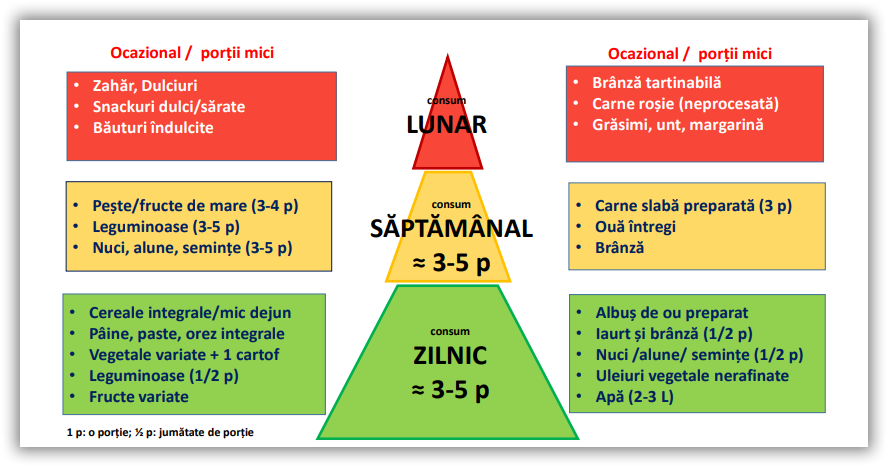 Ocazional / porții mici
• Zahăr, Dulciuri
• Snackuri dulci/sărate
• Băuturi îndulcite
consum
LUNAR
Ocazional / porții mici
• Brânză tartinabilă
• Carne roșie (neprocesată)
• Grăsimi, unt, margarină
• Pește/fructe de mare (3-4 p)
• Leguminoase (3-5 p)
• Nuci, alune, semințe (3-5 p)
consum
SĂPTĂMÂNAL
≈ 3-5 p
• Carne slabă preparată (3 p)
• Ouă întregi
• Brânză
• Cereale integrale/mic dejun
• Pâine, paste, orez integrale
• Vegetale variate + 1 cartof
• Leguminoase (1/2 p)
• Fructe variate
consum
ZILNIC
≈ 3-5 p
• Albuș de ou preparat
• Iaurt și brânză (1/2 p)
• Nuci /alune/ semințe (1/2 p)
• Uleiuri vegetale nerafinate
• Apă (2-3 L)
1 p: o porție; ½ p: jumătate de porție